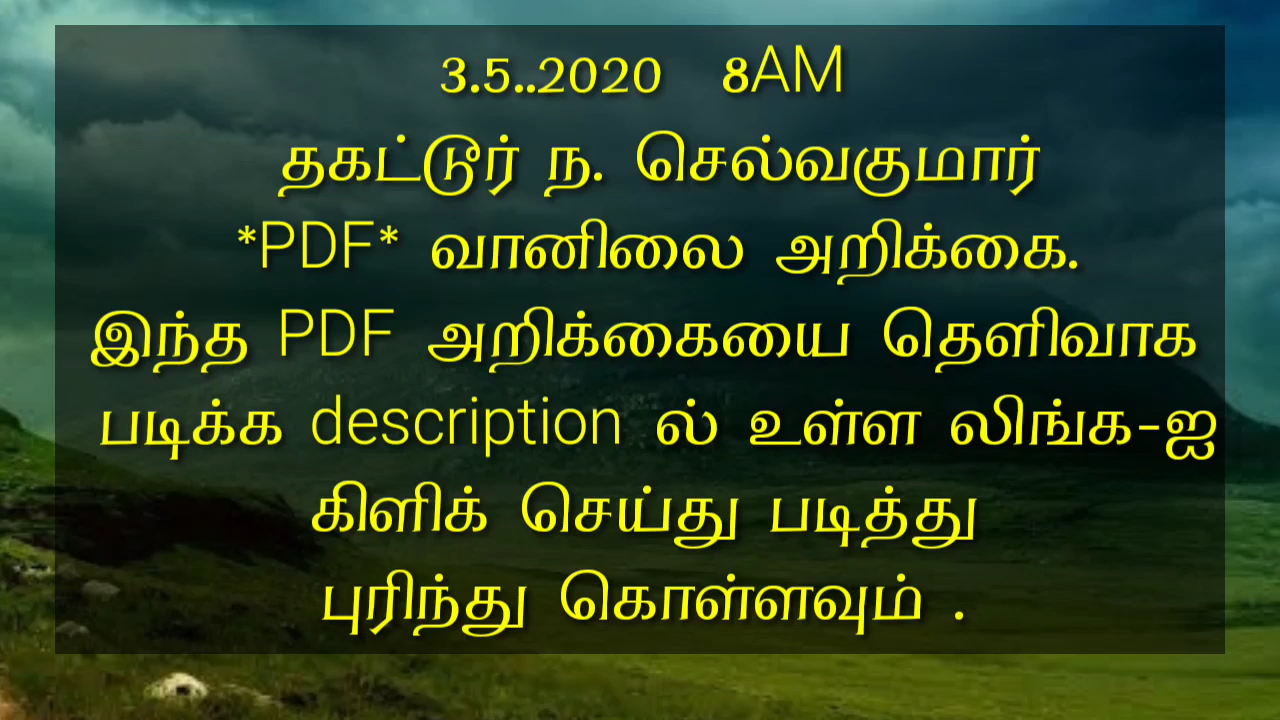 3.5..2020 8AM
தகட்டூர் ந. செல்வகுமார்
*PDF* வானிலை அறிக்கை.
இந்த PDF அறிக்கையை தெளிவாக
படிக்க description ல் உள்ள லிங்க-ஐ
கிளிக் செய்து படித்து
புரிந்து கொள்ளவும் .